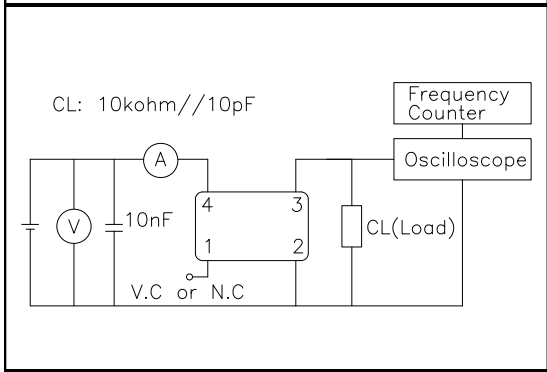 CL: 10kohm//10pF
Frequency
Counter
Oscilloscope
A
V
10nF
4
3
1
2
CL(Load)
V.C or N.C